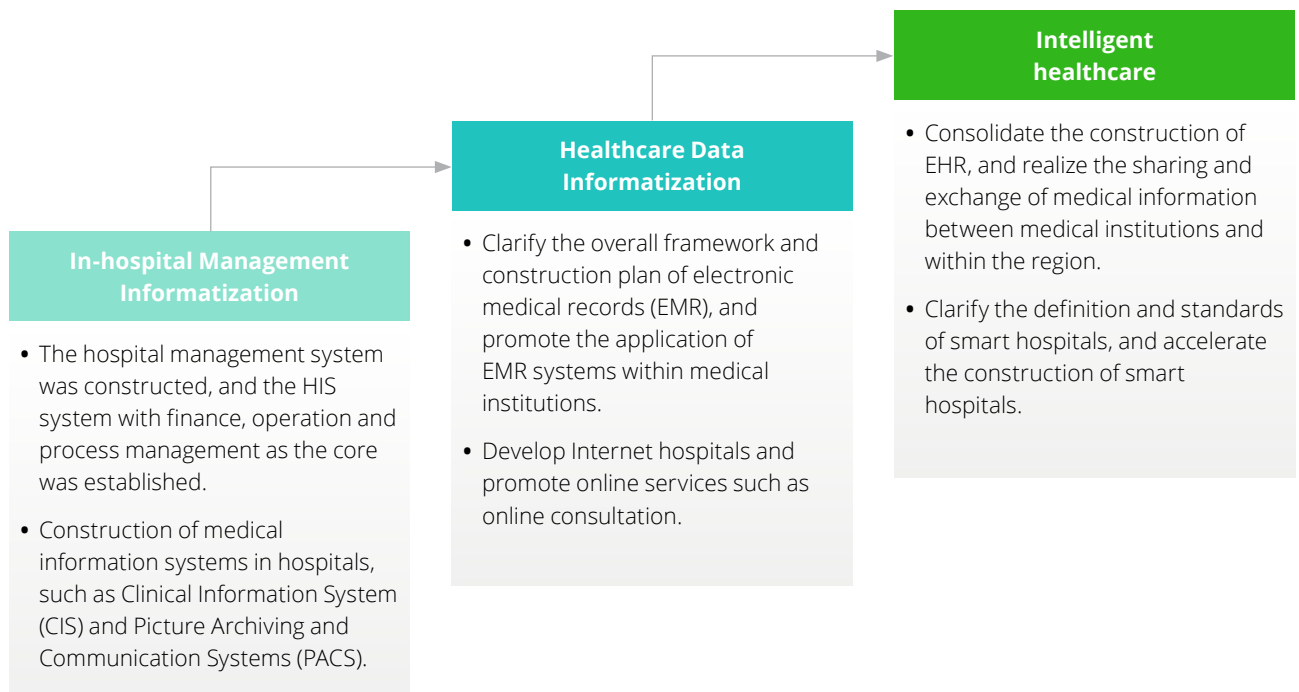 In-hospital Management
Informatization
• The hospital management system
was constructed, and the HIS
system with finance, operation and
process management as the core
was established.
• Construction of medical
information systems in hospitals,
such as Clinical Information System
(CIS) and Picture Archiving and
Communication Systems (PACS).
Healthcare Data
Informatization
• Clarify the overall framework and
construction plan of electronic
medical records (EMR), and
promote the application of
EMR systems within medical
institutions.
• Develop Internet hospitals and
promote online services such as
online consultation.
Intelligent
healthcare
• Consolidate the construction of
EHR, and realize the sharing and
exchange of medical information
between medical institutions and
within the region.
• Clarify the definition and standards
of smart hospitals, and accelerate
the construction of smart
hospitals.